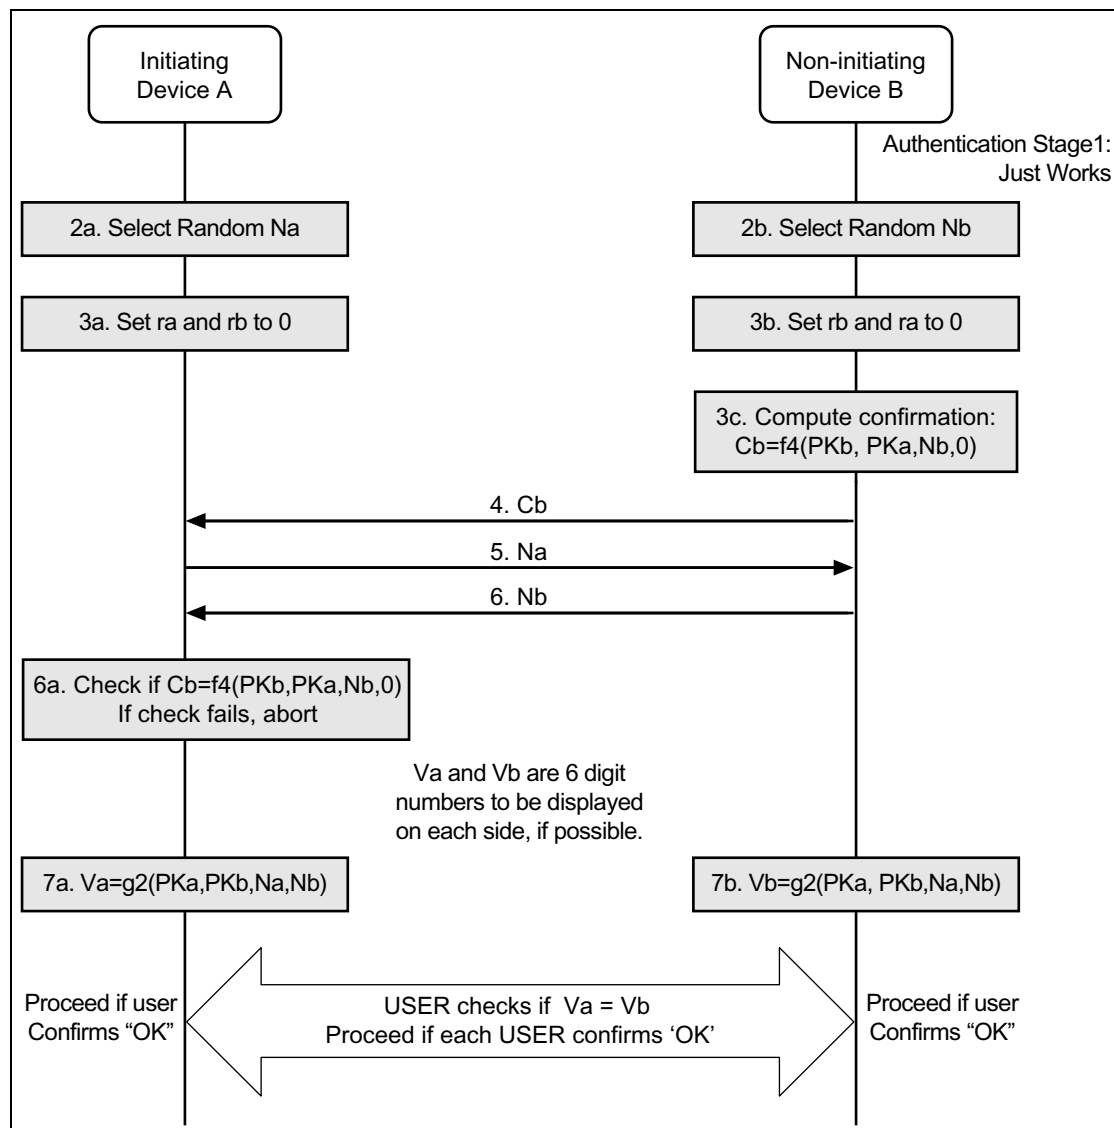 Initiating
Device A
Non-initiating
Device B
Authentication Stage1:
Just Works
2a. Select Random Na
2b. Select Random Nb
3a. Set ra and rb to 0
3b. Set rb and ra to 0
3c. Compute confirmation:
Cb=f4(PKb, PKa,Nb,0)
4. Cb
5. Na
6. Nb
6a. Check if Cb=f4(PKb,PKa,Nb,0)
If check fails, abort
Va and Vb are 6 digit
numbers to be displayed
on each side, if possible.
7a. Va=g2(PKa,PKb,Na,Nb)
7b. Vb=g2(PKa, PKb,Na,Nb)
Proceed if user
Confirms “OK”
USER checks if  Va = Vb
Proceed if each USER confirms ‘OK’
Proceed if user
Confirms “OK”